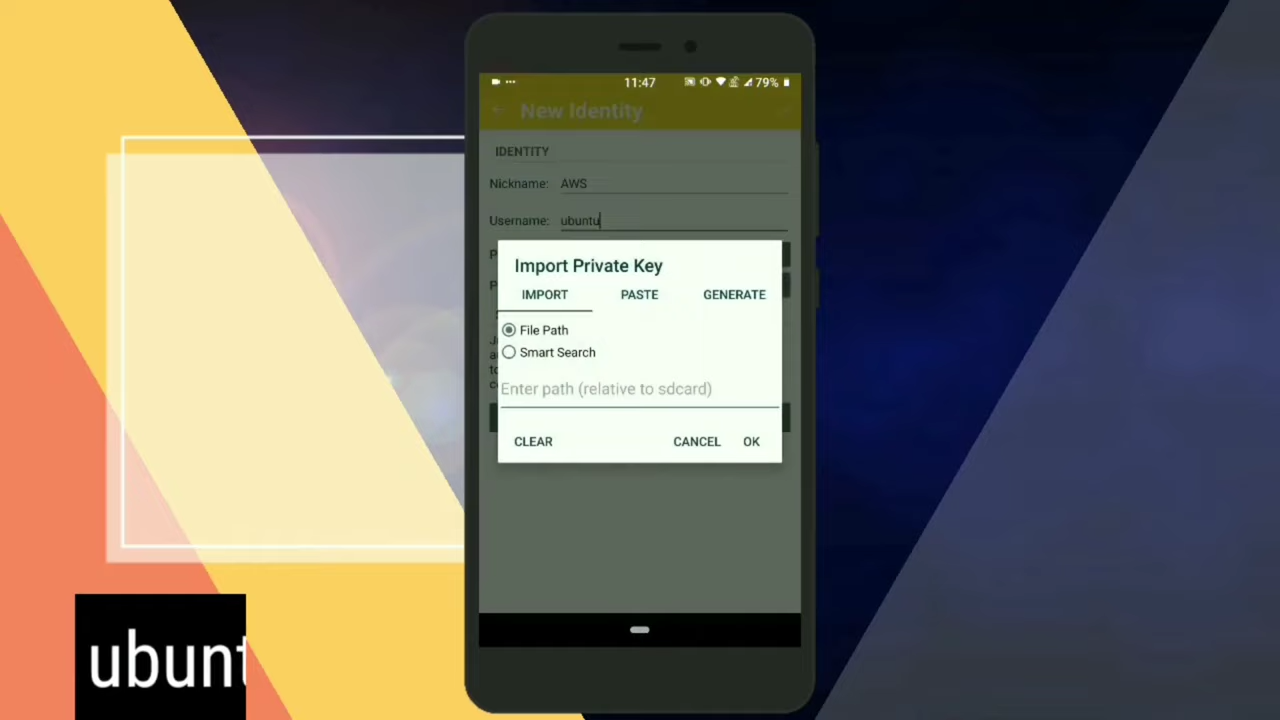 11:47
79%
New Identity
IDENTITY
Nickname: AWS
Username: ubuntu
Import Private Key
IMPORT PASTE GENERATE
File Path
Smart Search
Enter path (relative to sdcard)
CLEAR CANCEL OK
ubunt